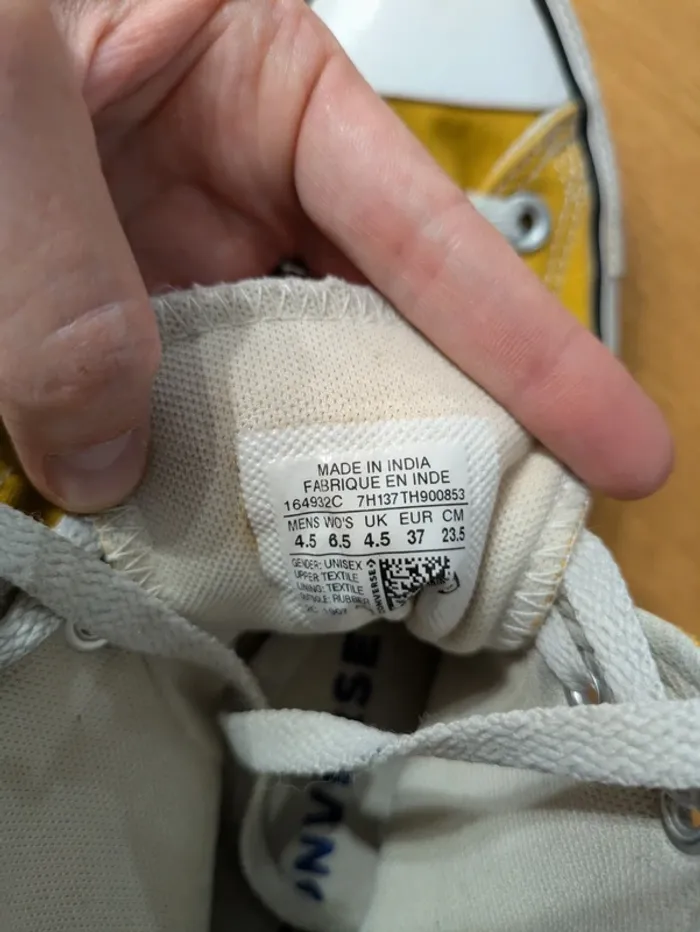 MADE IN INDIA
FABRIQUE EN INDE
164932C 7H137TH900853
MENS WO'S UK EUR CM
4.5 6.5 4.5 37 23.5
GENDER: UNISEX
UPPER TEXTILE
LINING: TEXTILE
RUBBER
CONVERSE